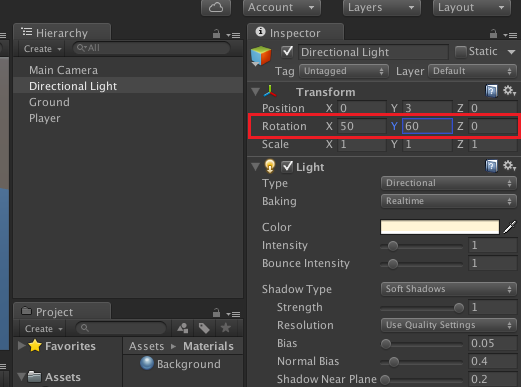 Account Layers Layout
Hierarchy
Create All
Main Camera
Directional Light
Ground
Player
Project
Create
Favorites
Assets
Assets Materials
Background
Inspector
Directional Light Static
Tag Untagged Layer Default
Transform
Position X 0 Y 3 Z 0
Rotation X 50 Y 60 Z 0
Scale X 1 Y 1 Z 1
Light
Type Directional
Baking Realtime
Color
Intensity 1
Bounce Intensity 1
Shadow Type Soft Shadows
Strength 1
Resolution Use Quality Settings
Bias 0.05
Normal Bias 0.4
Shadow Near Plane 0.2